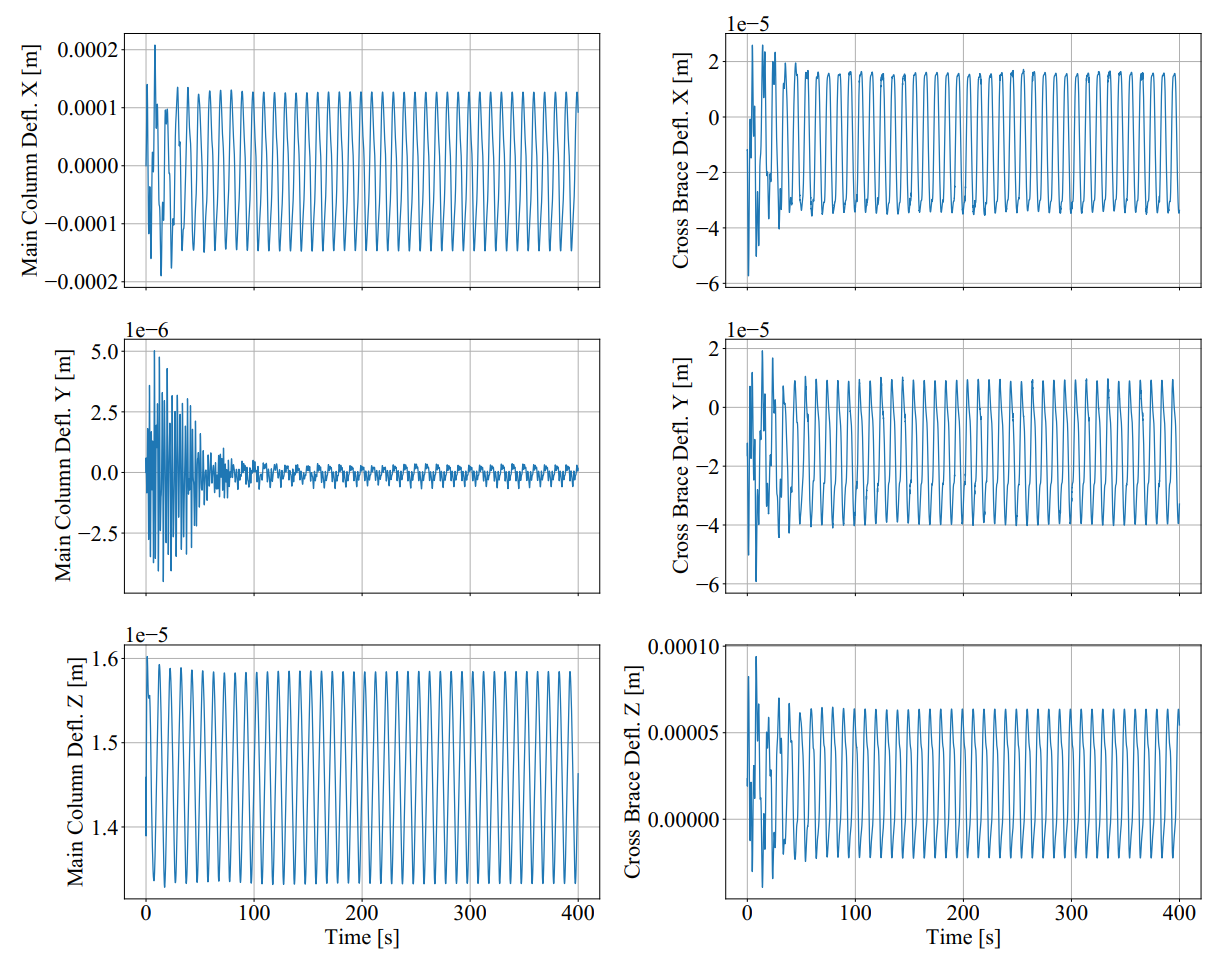 Main Column Defl. X [m]
0.0002
0.0001
0.0000
−0.0001
−0.0002
1e−5
Cross Brace Defl. X [m]
2
0
−2
−4
−6
1e−6
Main Column Defl. Y [m]
5.0
2.5
0.0
−2.5
1e−5
Cross Brace Defl. Y [m]
2
0
−2
−4
−6
1e−5
Main Column Defl. Z [m]
1.6
1.5
1.4
0 100 200 300 400
Time [s]
Cross Brace Defl. Z [m]
0.00010
0.00005
0.00000
0 100 200 300 400
Time [s]